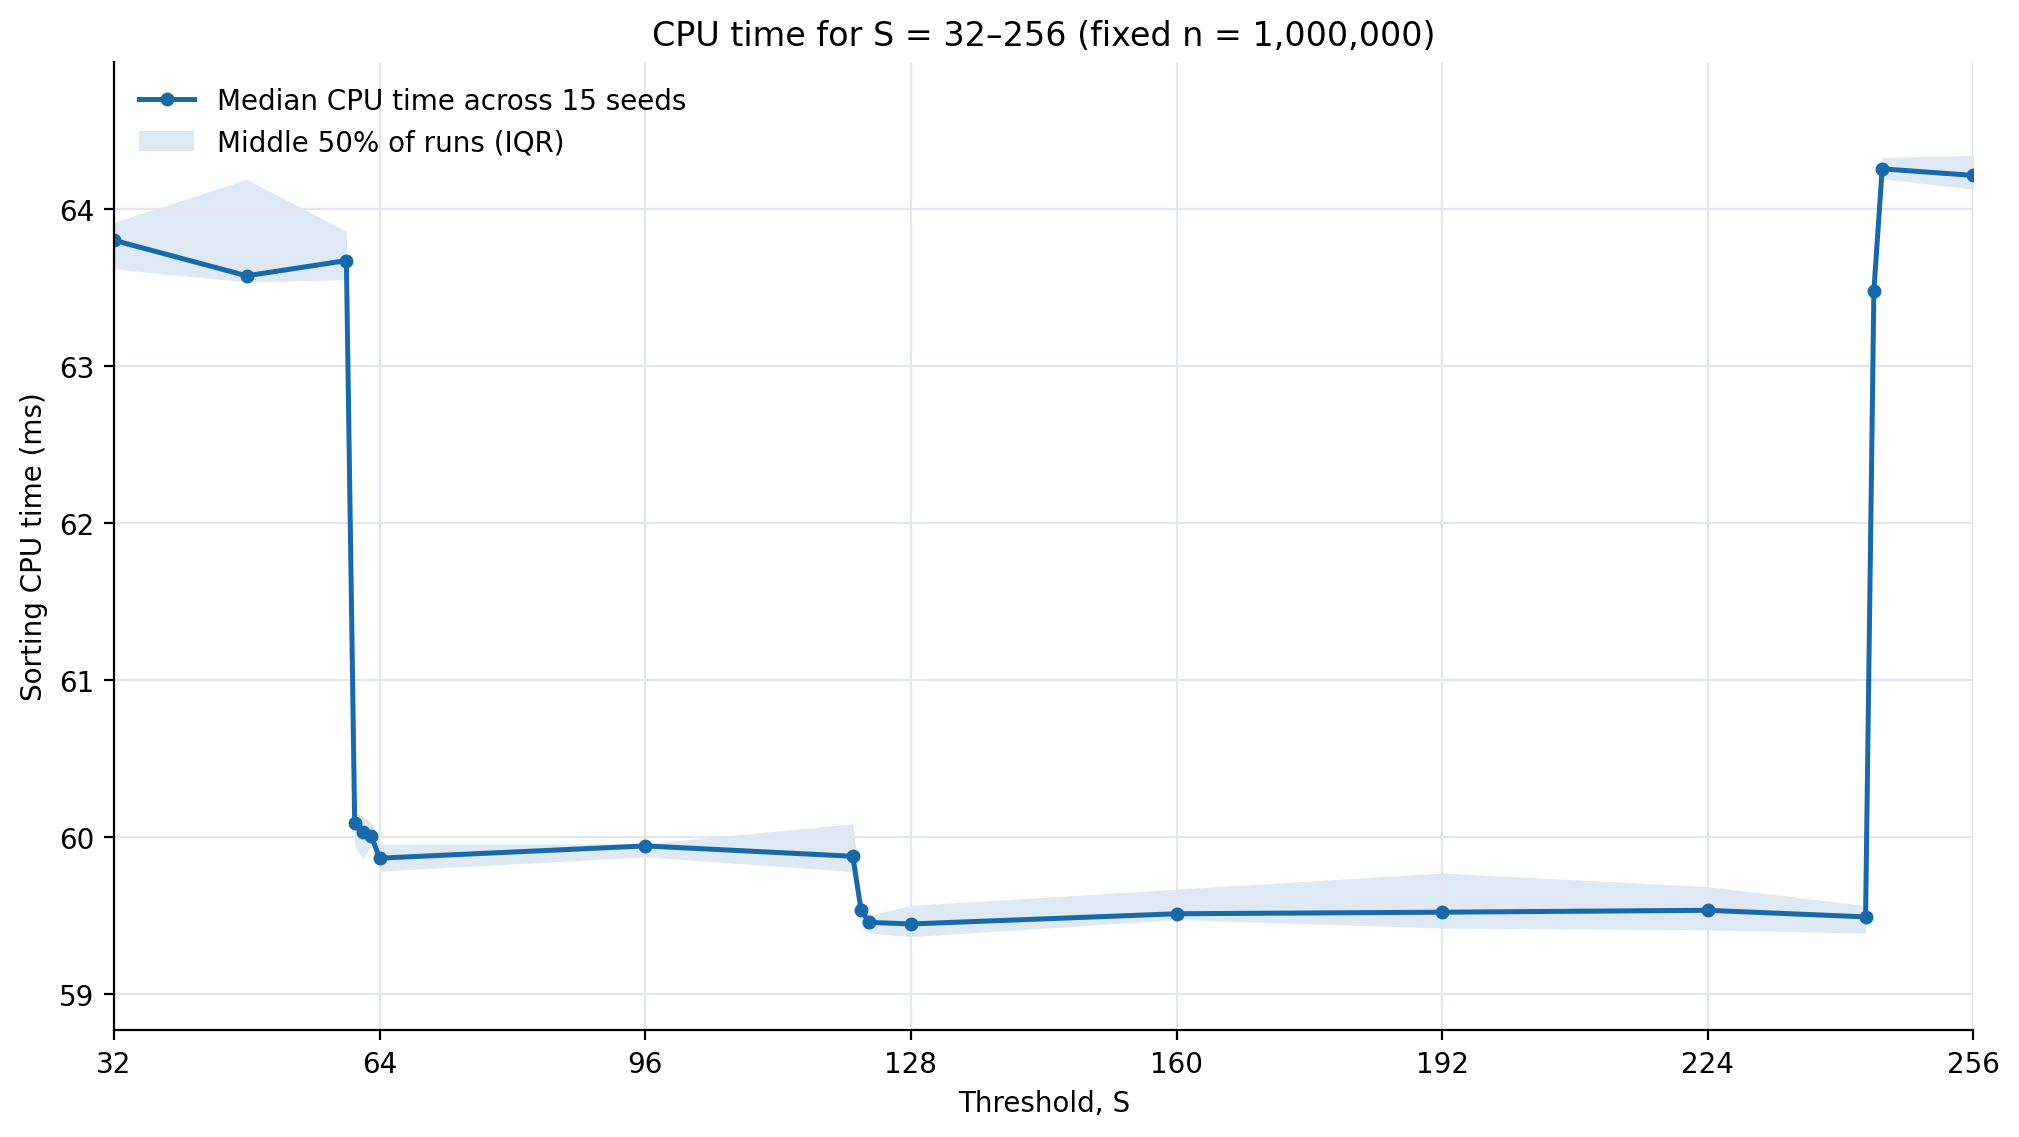 CPU time for S = 32–256 (fixed n = 1,000,000)
Median CPU time across 15 seeds
Middle 50% of runs (IQR)
Sorting CPU time (ms)
64
63
62
61
60
59
32 64 96 128 160 192 224 256
Threshold, S